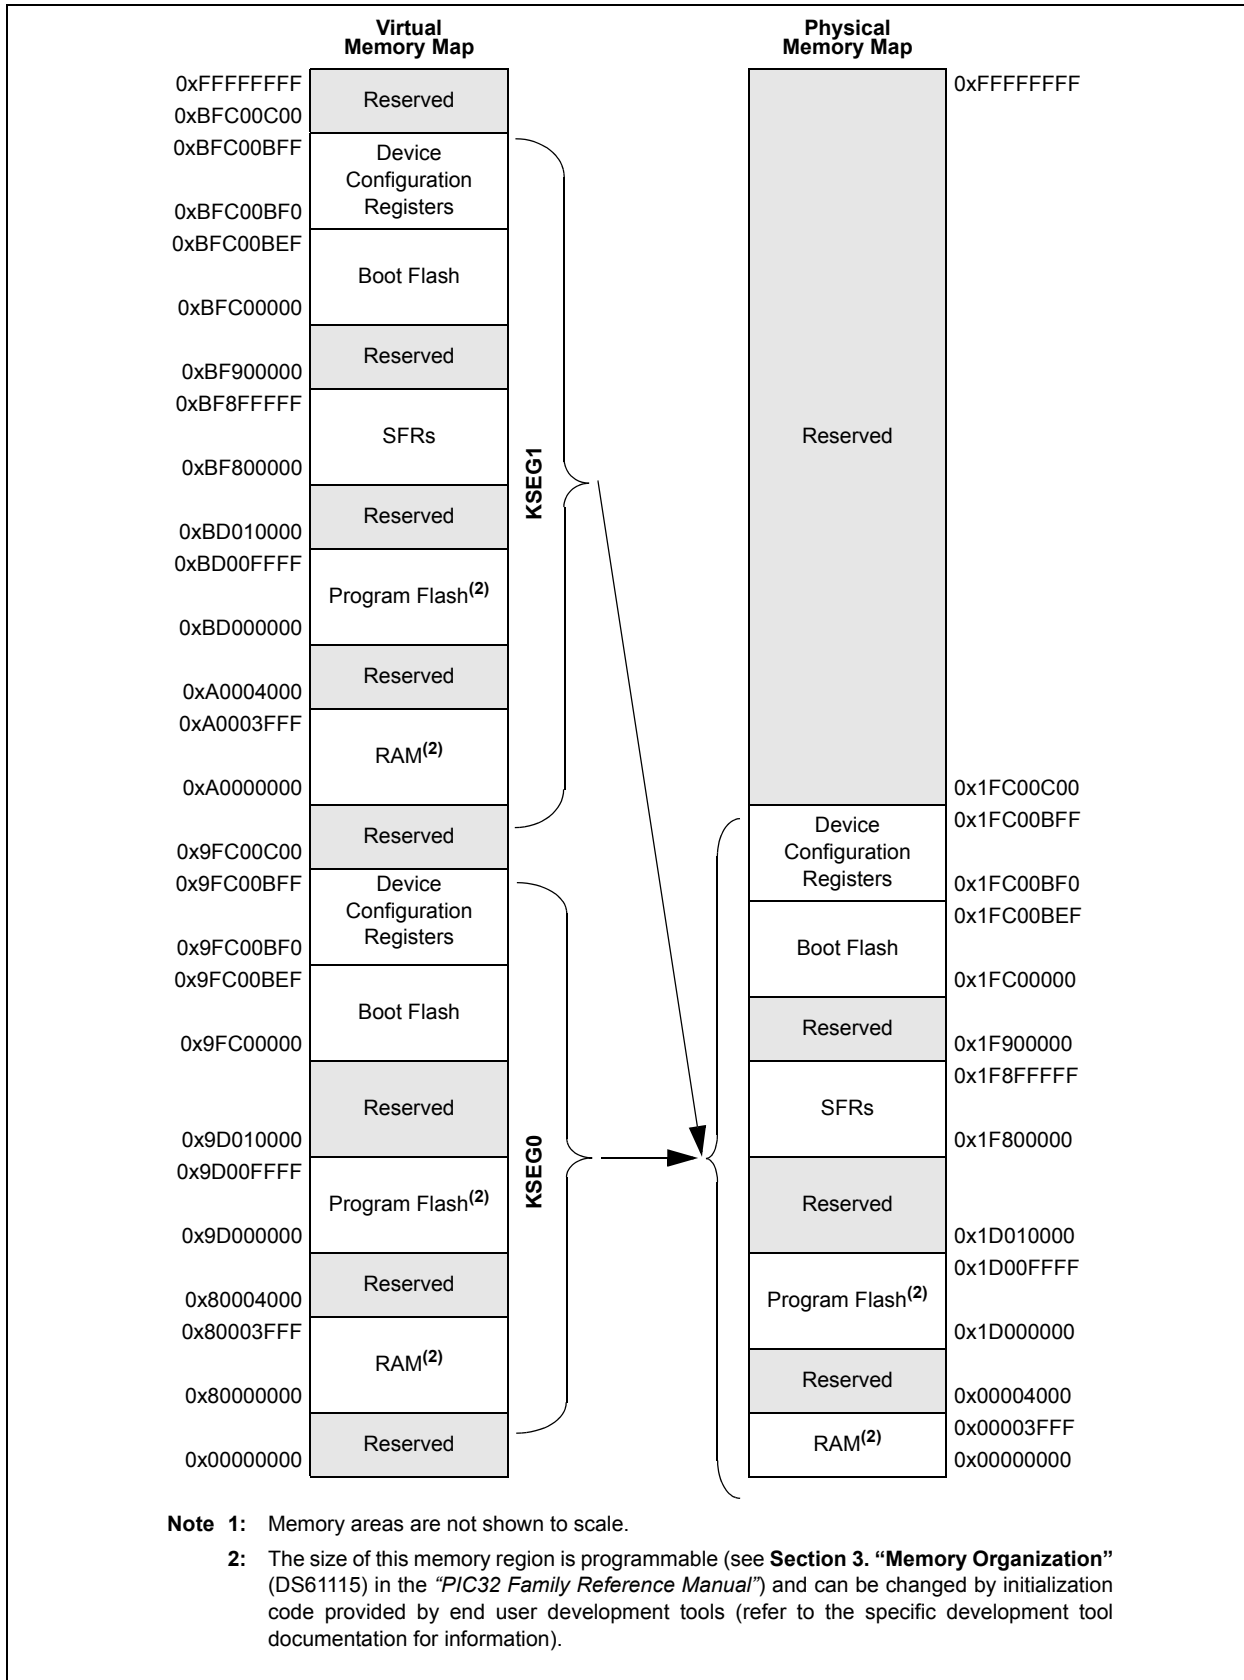 Virtual
Memory Map
0xFFFFFFFF
Reserved
0xBFC00C00
0xBFC00BFF
Device
Configuration
Registers
0xBFC00BF0
0xBFC00BEF
Boot Flash
0xBFC00000
Reserved
0xBF900000
0xBF8FFFFF
SFRs
0xBF800000
Reserved
0xBD010000
0xBD00FFFF
Program Flash(2)
0xBD000000
Reserved
0xA0004000
0xA0003FFF
RAM(2)
0xA0000000
Reserved
0x9FC00C00
0x9FC00BFF
Device
Configuration
Registers
0x9FC00BF0
0x9FC00BEF
Boot Flash
0x9FC00000
Reserved
0x9D010000
0x9D00FFFF
Program Flash(2)
0x9D000000
Reserved
0x80004000
0x80003FFF
RAM(2)
0x80000000
Reserved
0x00000000
KSEG1
KSEG0
Physical
Memory Map
0xFFFFFFFF
Reserved
0x1FC00C00
0x1FC00BFF
Device
Configuration
Registers
0x1FC00BF0
0x1FC00BEF
Boot Flash
0x1FC00000
Reserved
0x1F900000
0x1F8FFFFF
SFRs
0x1F800000
Reserved
0x1D010000
0x1D00FFFF
Program Flash(2)
0x1D000000
Reserved
0x00004000
0x00003FFF
RAM(2)
0x00000000
Note 1: Memory areas are not shown to scale.
2: The size of this memory region is programmable (see Section 3. “Memory Organization”
(DS61115) in the “PIC32 Family Reference Manual”) and can be changed by initialization
code provided by end user development tools (refer to the specific development tool
documentation for information).